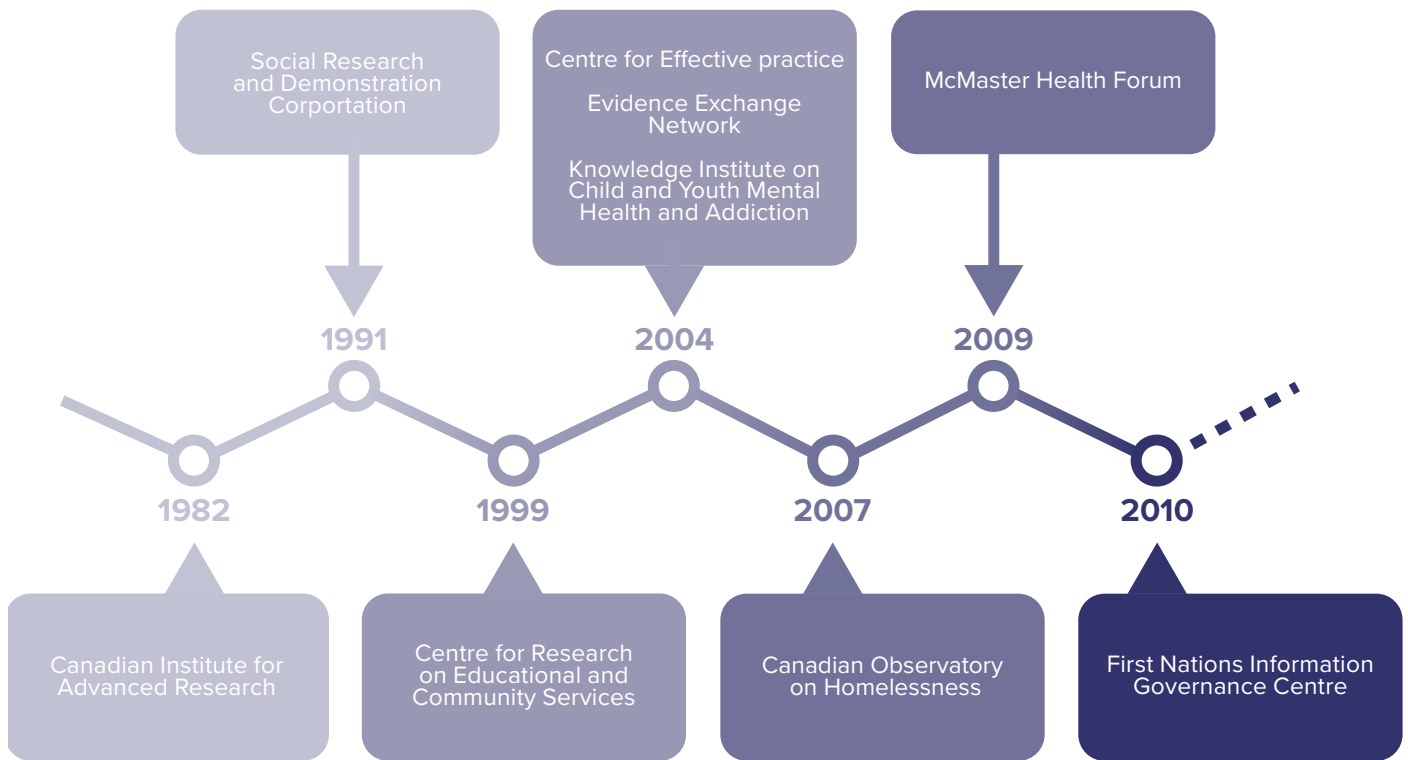 Social Research
and Demonstration
Corportation
Centre for Effective practice
Evidence Exchange
Network
Knowledge Institute on
Child and Youth Mental
Health and Addiction
McMaster Health Forum
1991
2004
2009
1982
1999
2007
2010
Canadian Institute for
Advanced Research
Centre for Research
on Educational and
Community Services
Canadian Observatory
on Homelessness
First Nations Information
Governance Centre